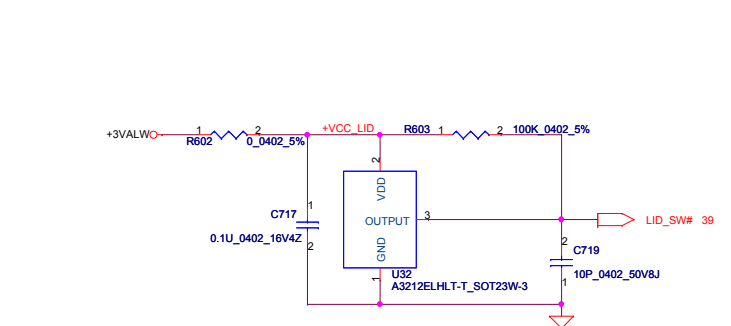 +3VALW
1
2
R602
0_0402_5%
+VCC_LID
R603
1
2
100K_0402_5%
2
VDD
1
C717
0.1U_0402_16V4Z
2
OUTPUT
3
LID_SW#
39
GND
1
U32
A3212ELHLT-T_SOT23W-3
2
C719
10P_0402_50V8J
1